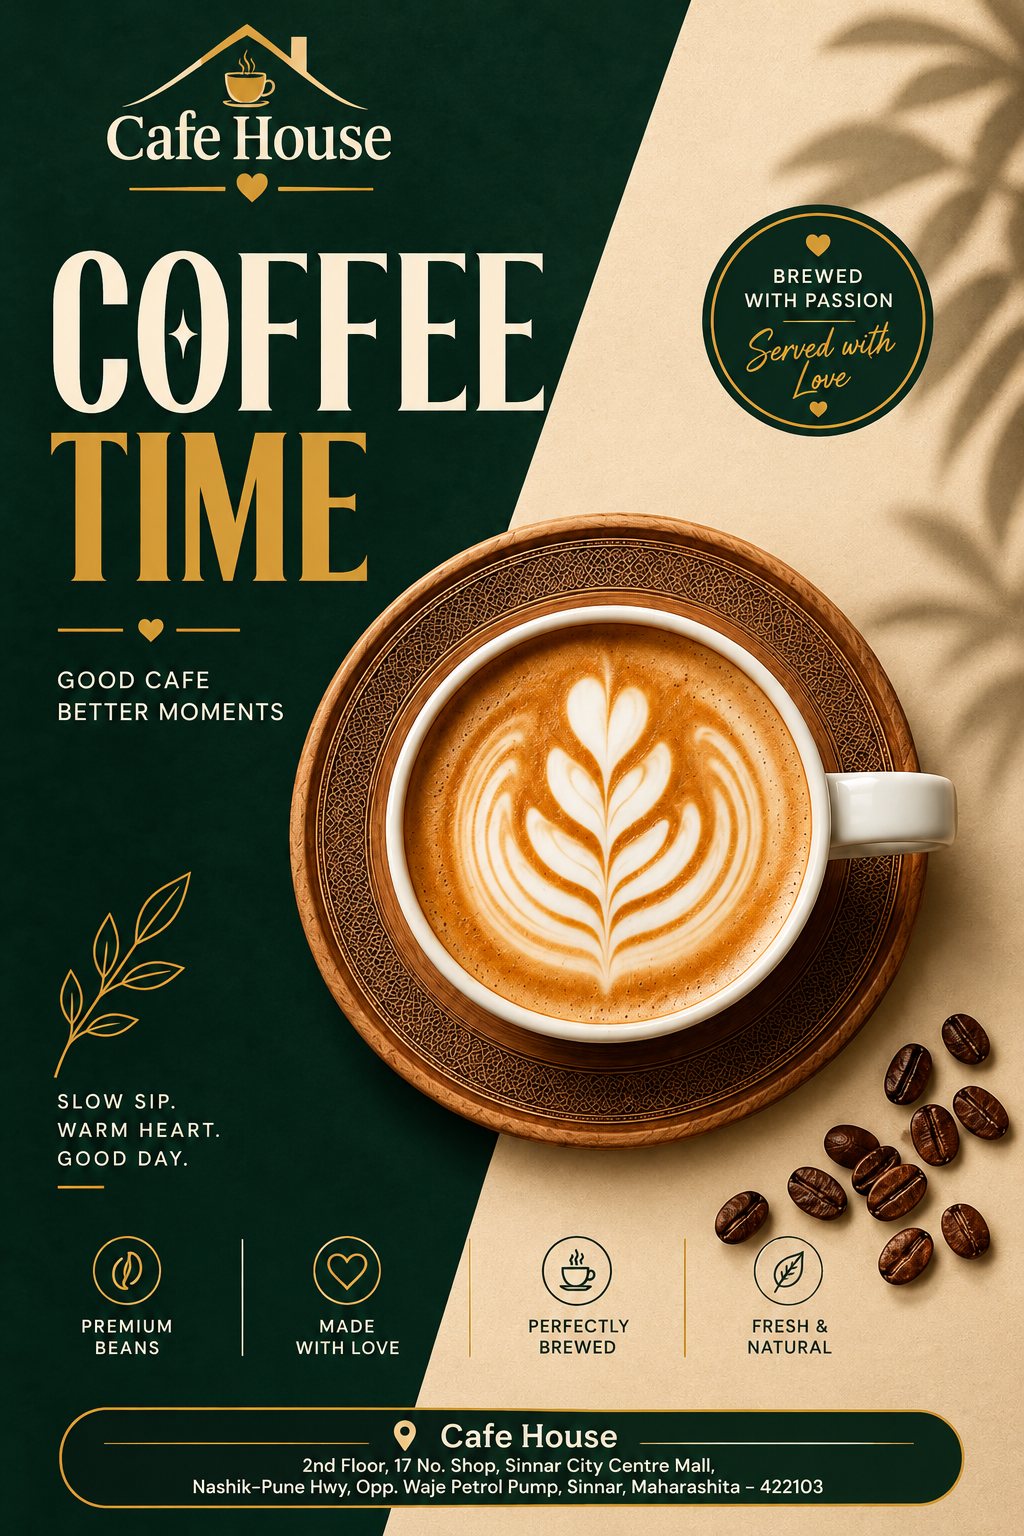 Cafe House
COFFEE
TIME
BREWED
WITH PASSION
Served with
Love
GOOD CAFE
BETTER MOMENTS
SLOW SIP.
WARM HEART.
GOOD DAY.
PREMIUM
BEANS
MADE
WITH LOVE
PERFECTLY
BREWED
FRESH &
NATURAL
Cafe House
2nd Floor, 17 No. Shop, Sinnar City Centre Mall,
Nashik-Pune Hwy, Opp. Waje Petrol Pump, Sinnar, Maharashita - 422103